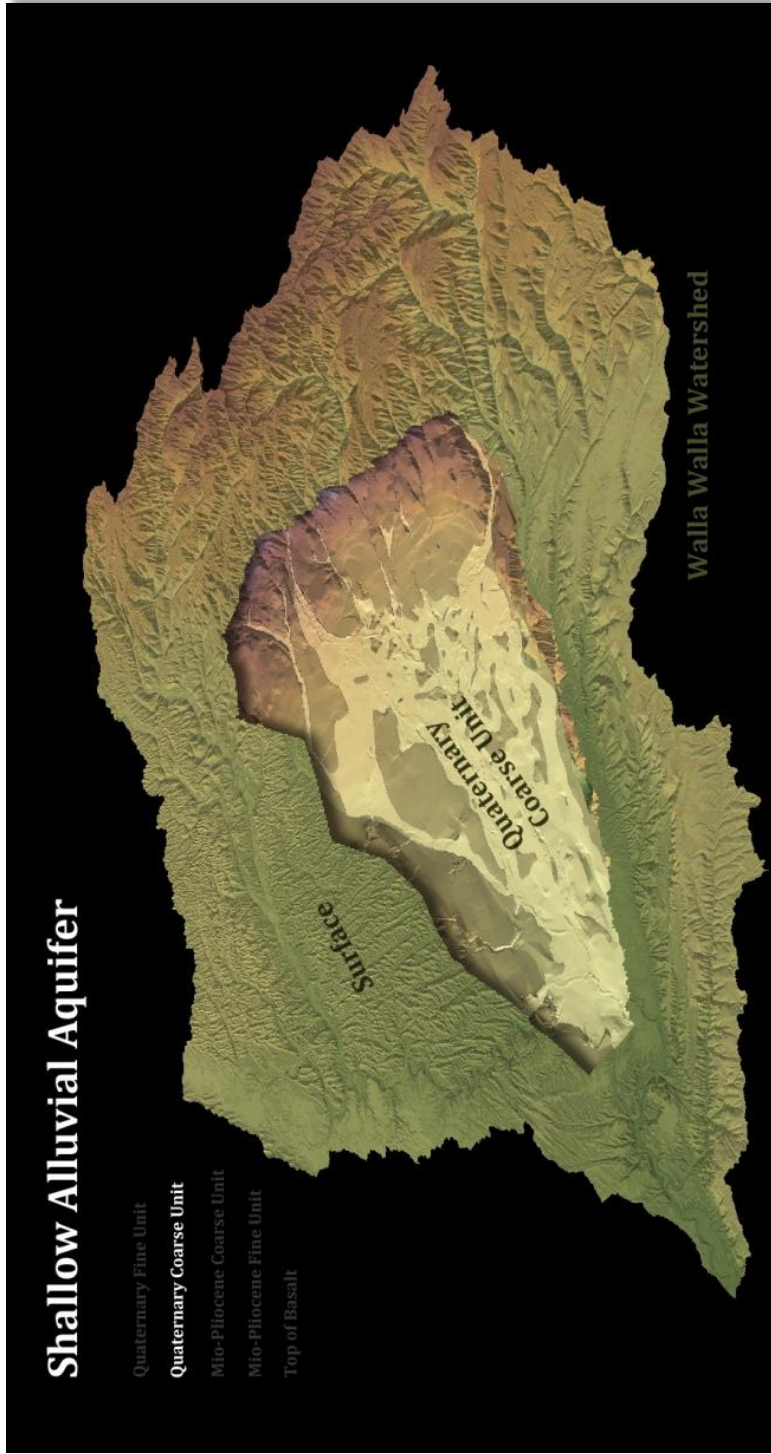 Shallow Alluvial Aquifer
Quaternary Fine Unit
Quaternary Coarse Unit
Mio-Pliocene Coarse Unit
Mio-Pliocene Fine Unit
Top of Basalt
Surface
Quaternary
Coarse Unit
Walla Walla Watershed